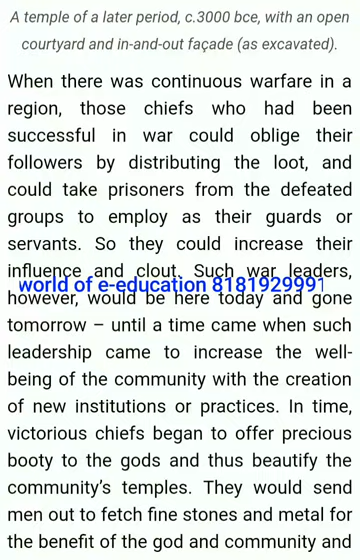 A temple of a later period, c.3000 bce, with an open
courtyard and in-and-out façade (as excavated).
When there was continuous warfare in a
region, those chiefs who had been
successful in war could oblige their
followers by distributing the loot, and
could take prisoners from the defeated
groups to employ as their guards or
servants. So they could increase their
influence and clout. Such war leaders,
world of e-education 8181929991
however, would be here today and gone
tomorrow – until a time came when such
leadership came to increase the well-
being of the community with the creation
of new institutions or practices. In time,
victorious chiefs began to offer precious
booty to the gods and thus beautify the
community's temples. They would send
men out to fetch fine stones and metal for
the benefit of the god and community and